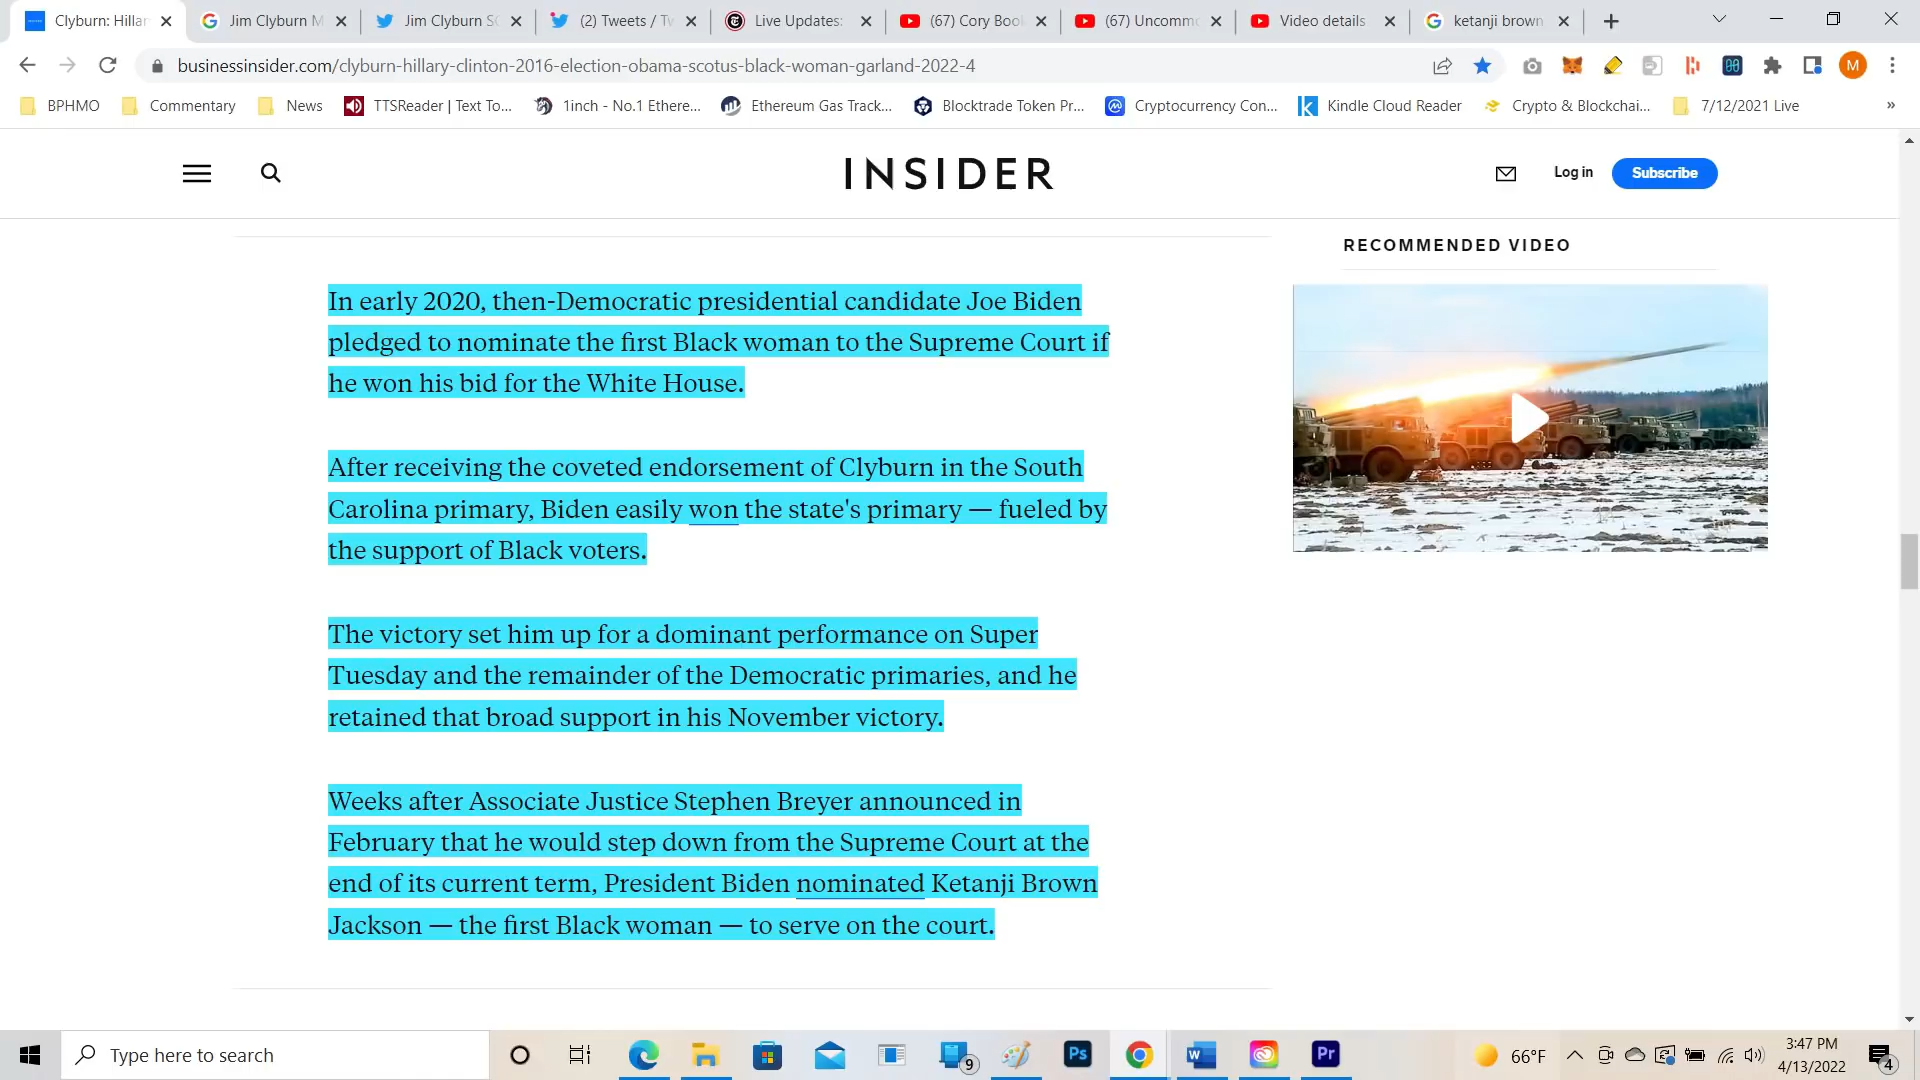 Clyburn: Hillar
Jim Clyburn M
Jim Clyburn SC
(2) Tweets / Tw
Live Updates:
(67) Cory Book
(67) Uncommo
Video details
ketanji brown
businessinsider.com/clyburn-hillary-clinton-2016-election-obama-scotus-black-woman-garland-2022-4
M
BPHMO
Commentary
News
TTSReader | Text To...
1inch - No.1 Ethere...
Ethereum Gas Track...
Blocktrade Token Pr...
Cryptocurrency Con...
Kindle Cloud Reader
Crypto & Blockchai...
7/12/2021 Live
»
INSIDER
Log in
Subscribe
RECOMMENDED VIDEO
In early 2020, then-Democratic presidential candidate Joe Biden
pledged to nominate the first Black woman to the Supreme Court if
he won his bid for the White House.
After receiving the coveted endorsement of Clyburn in the South
Carolina primary, Biden easily won the state's primary — fueled by
the support of Black voters.
The victory set him up for a dominant performance on Super
Tuesday and the remainder of the Democratic primaries, and he
retained that broad support in his November victory.
Weeks after Associate Justice Stephen Breyer announced in
February that he would step down from the Supreme Court at the
end of its current term, President Biden nominated Ketanji Brown
Jackson — the first Black woman — to serve on the court.
Type here to search
9
Ps
W
Pr
66°F
3:47 PM
4/13/2022
4